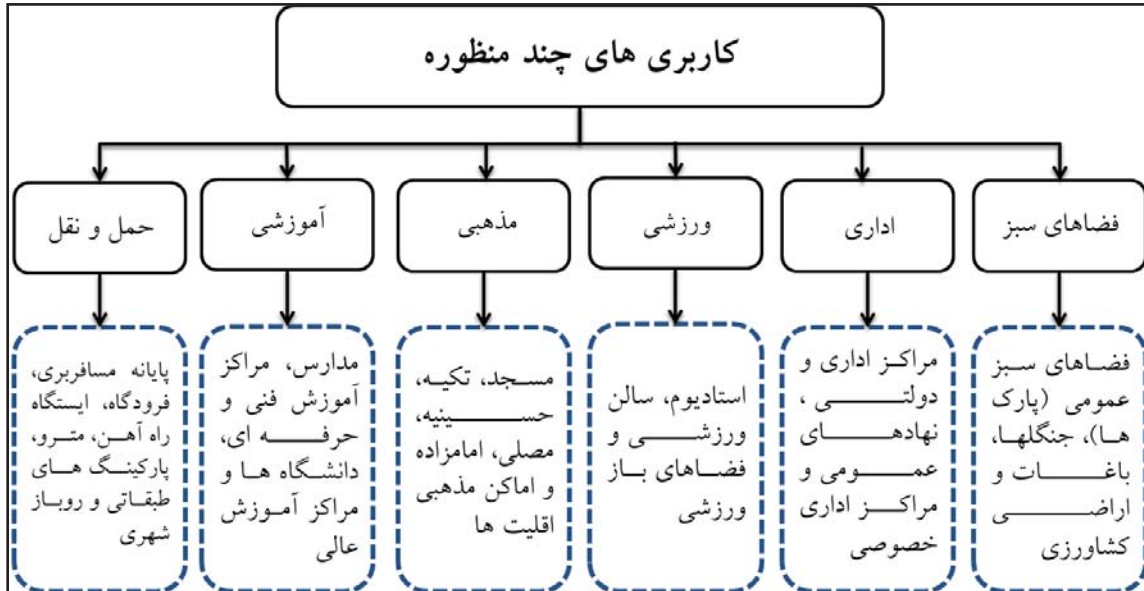 کاربری های چند منظوره
فضاهای سبز
اداری
ورزشی
مذهبی
آموزشی
حمل و نقل
فضاهای سبز
عمومی (پارک
ها)، جنگلها،
باغات و
اراضی
کشاورزی
مراکز اداری و
دولتی ،
نهادهای
عمومی و
مراکز اداری
خصوصی
استادیوم، سالن
ورزشی و
فضاهای باز
ورزشی
مسجد، تکیه،
حسینیه،
مصلی، امامزاده
و اماکن مذهبی
اقلیت ها
مدارس، مراکز
آموزش فنی و
حرفه ای،
دانشگاه ها و
مراکز آموزش
عالی
پایانه مسافربری،
فرودگاه، ایستگاه
راه آهن، مترو،
پارکینگ های
طبقاتی و روباز
شهری